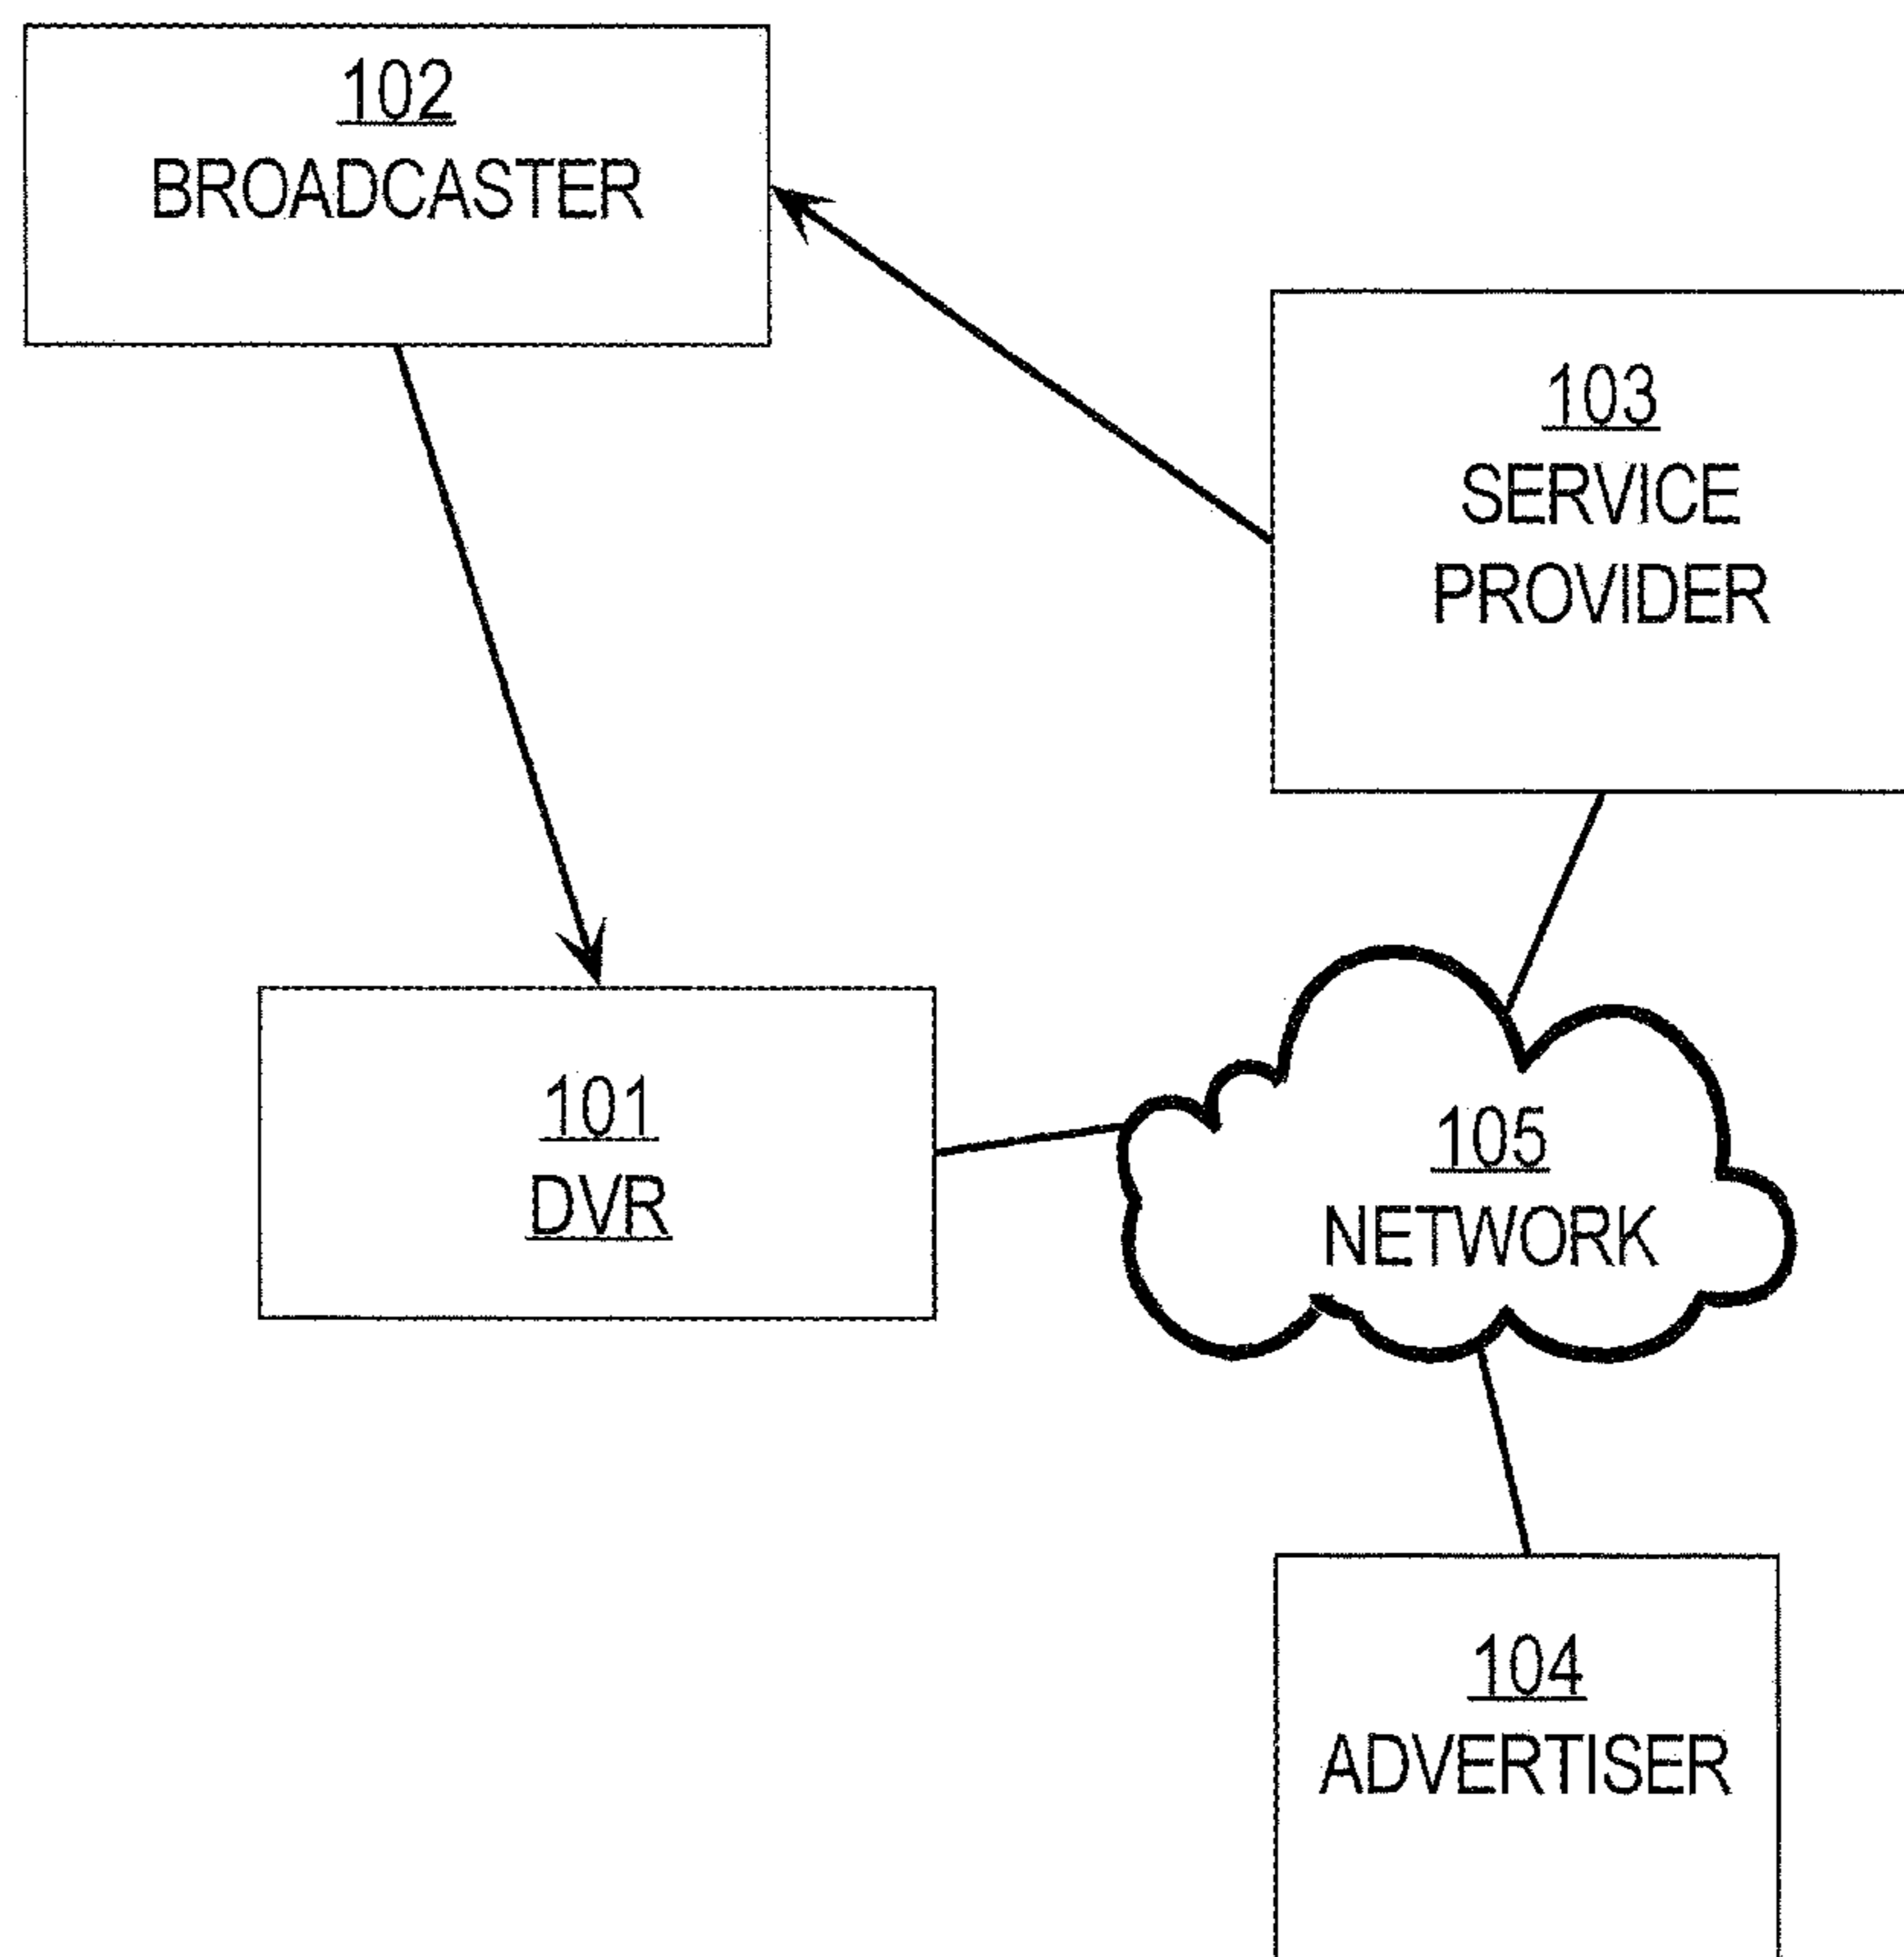 102
BROADCASTER
103
SERVICE
PROVIDER
101
DVR
105
NETWORK
104
ADVERTISER